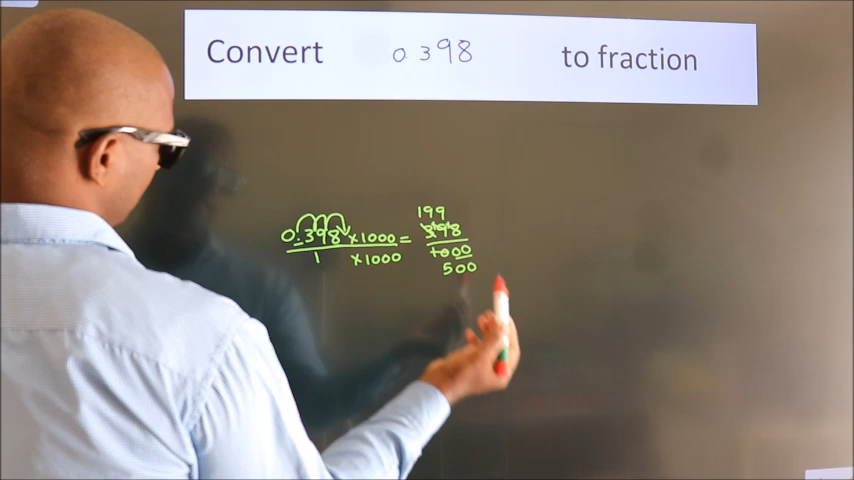 Convert 0.398 to fraction
199
0.398 ×1000 = 398
1 ×1000 1000
500